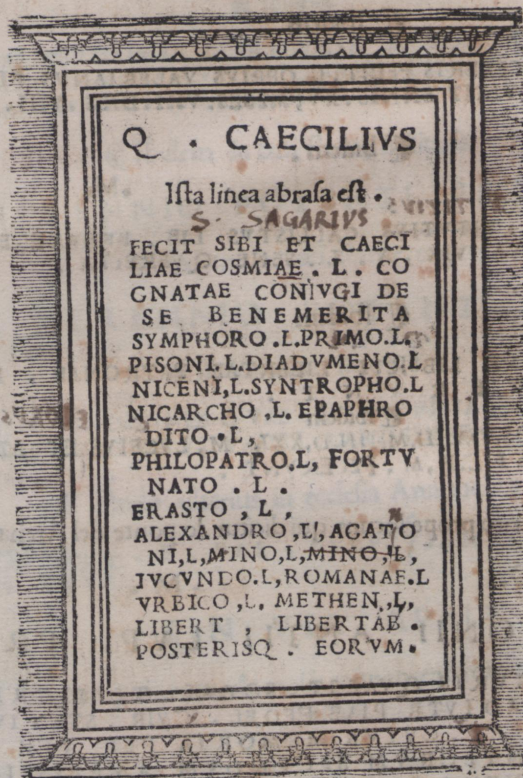 Q . CAECILIVS
Ista linea abrasa est.
S. SAGARIVS
FECIT SIBI ET CAECI
LIAE COSMIAE . L . CO
GNATAE CONIVGI DE
SE BENEMERITA
SYMPHORO .L.PRIMO.L.
PISONI.L.DIADVMENO.L
NICENI,L.SYNTROPHO.L
NICARCHO ,L. EPAPHRO
DITO .L,
PHILOPATRO.L, FORTV
NATO . L .
ERASTO , L ,
ALEXANDRO ,L', AGATO
NI,L,MINO,L,MINO,L,
IVCVNDO.L,ROMANAE.L
VRBICO ,L, METHEN,L,
LIBERT , LIBERTAB .
POSTERISQ . EORVM.